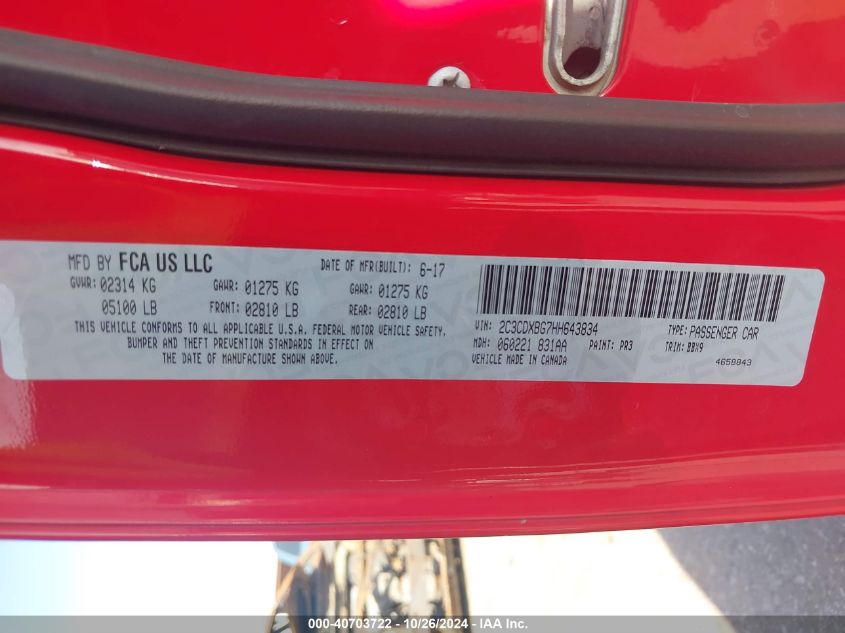 MFD BY FCA US LLC DATE OF MFR(BUILT): 6-17
GVWR: 02314 KG GAWR: 01275 KG GAWR: 01275 KG
05100 LB FRONT: 02810 LB REAR: 02810 LB
THIS VEHICLE CONFORMS TO ALL APPLICABLE U.S.A. FEDERAL MOTOR VEHICLE SAFETY,
BUMPER AND THEFT PREVENTION STANDARDS IN EFFECT ON
THE DATE OF MANUFACTURE SHOWN ABOVE.
VIN: 2C3CDXBG7HH643834 TYPE: PASSENGER CAR
MDH: 060221 831AA PAINT: PR3 TRIM: BBX9
VEHICLE MADE IN CANADA 4658843
000-40703722 - 10/26/2024 - IAA Inc.